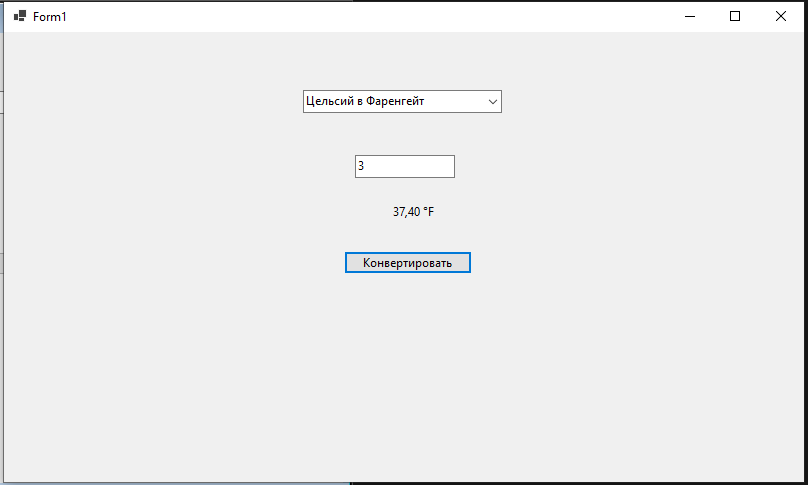 Form1
Цельсий в Фаренгейт
3
37,40 °F
Конвертировать